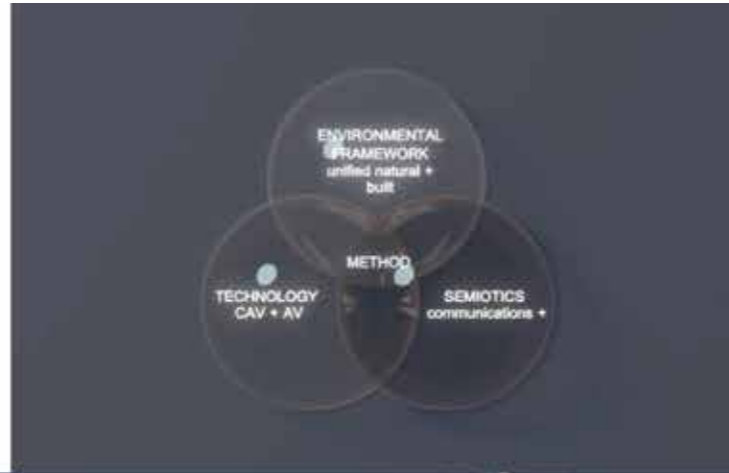 ENVIRONMENTAL
FRAMEWORK
unified natural +
built
METHOD
TECHNOLOGY
CAV + AV
SEMIOTICS
communications +